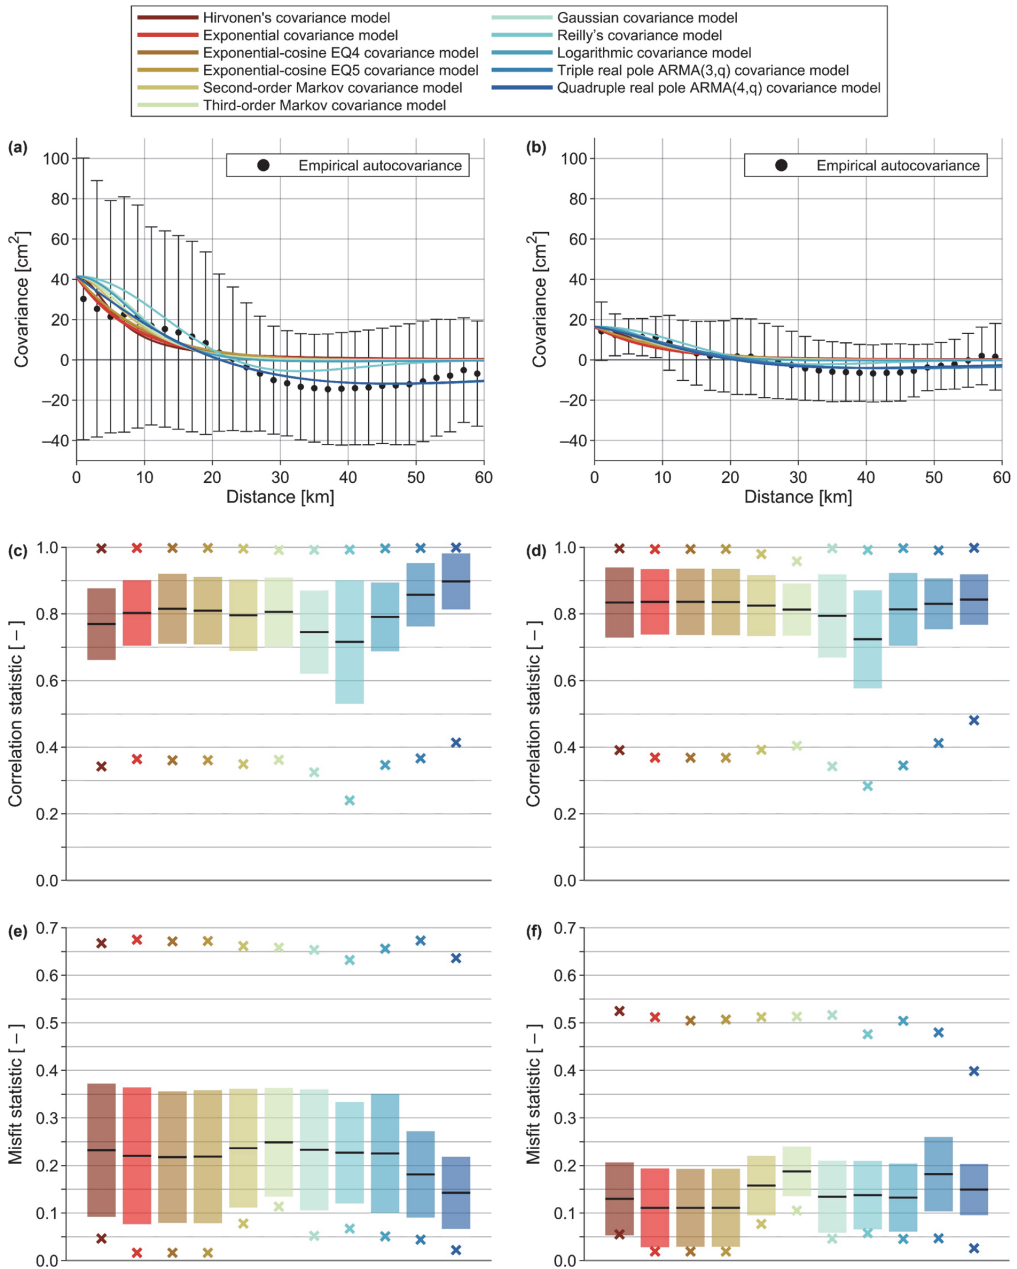 Hirvonen's covariance model
Exponential covariance model
Exponential-cosine EQ4 covariance model
Exponential-cosine EQ5 covariance model
Second-order Markov covariance model
Third-order Markov covariance model
Gaussian covariance model
Reilly's covariance model
Logarithmic covariance model
Triple real pole ARMA(3,q) covariance model
Quadruple real pole ARMA(4,q) covariance model
(a)
Empirical autocovariance
Covariance [cm²]
100
80
60
40
20
0
−20
−40
0 10 20 30 40 50 60
Distance [km]
(b)
Empirical autocovariance
Covariance [cm²]
100
80
60
40
20
0
−20
−40
0 10 20 30 40 50 60
Distance [km]
(c)
Correlation statistic [ – ]
1.0
0.8
0.6
0.4
0.2
0.0
(d)
Correlation statistic [ – ]
1.0
0.8
0.6
0.4
0.2
0.0
(e)
Misfit statistic [ – ]
0.7
0.6
0.5
0.4
0.3
0.2
0.1
0.0
(f)
Misfit statistic [ – ]
0.7
0.6
0.5
0.4
0.3
0.2
0.1
0.0